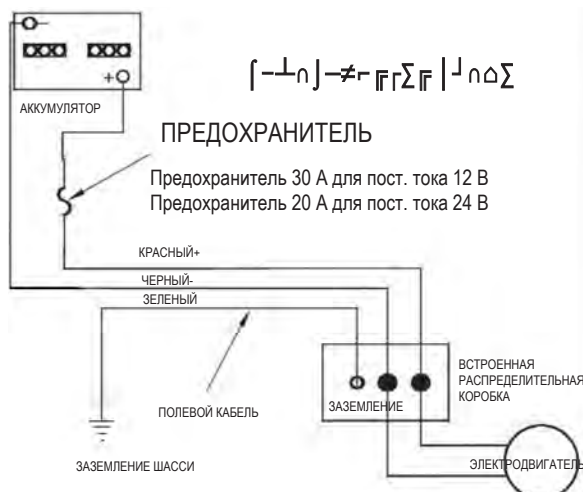 АККУМУЛЯТОР
ПРЕДОХРАНИТЕЛЬ
Предохранитель 30 А для пост. тока 12 В
Предохранитель 20 А для пост. тока 24 В
КРАСНЫЙ+
ЧЕРНЫЙ-
ЗЕЛЕНЫЙ
ПОЛЕВОЙ КАБЕЛЬ
ЗАЗЕМЛЕНИЕ ШАССИ
ЗАЗЕМЛЕНИЕ
ВСТРОЕННАЯ
РАСПРЕДЕЛИТЕЛЬНАЯ
КОРОБКА
ЭЛЕКТРОДВИГАТЕЛЬ